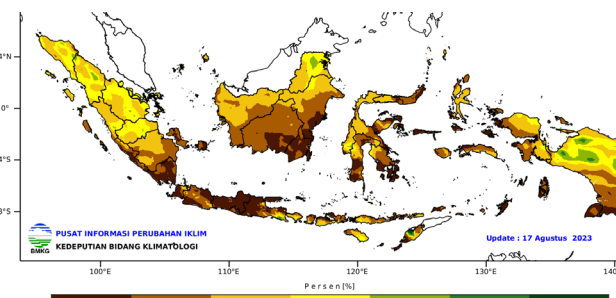 4°N
0°
4°S
8°S
PUSAT INFORMASI PERUBAHAN IKLIM
KEDEPUTIAN BIDANG KLIMATOLOGI
BMKG
Update : 17 Agustus 2023
100°E
110°E
120°E
130°E
140
Persen [%]